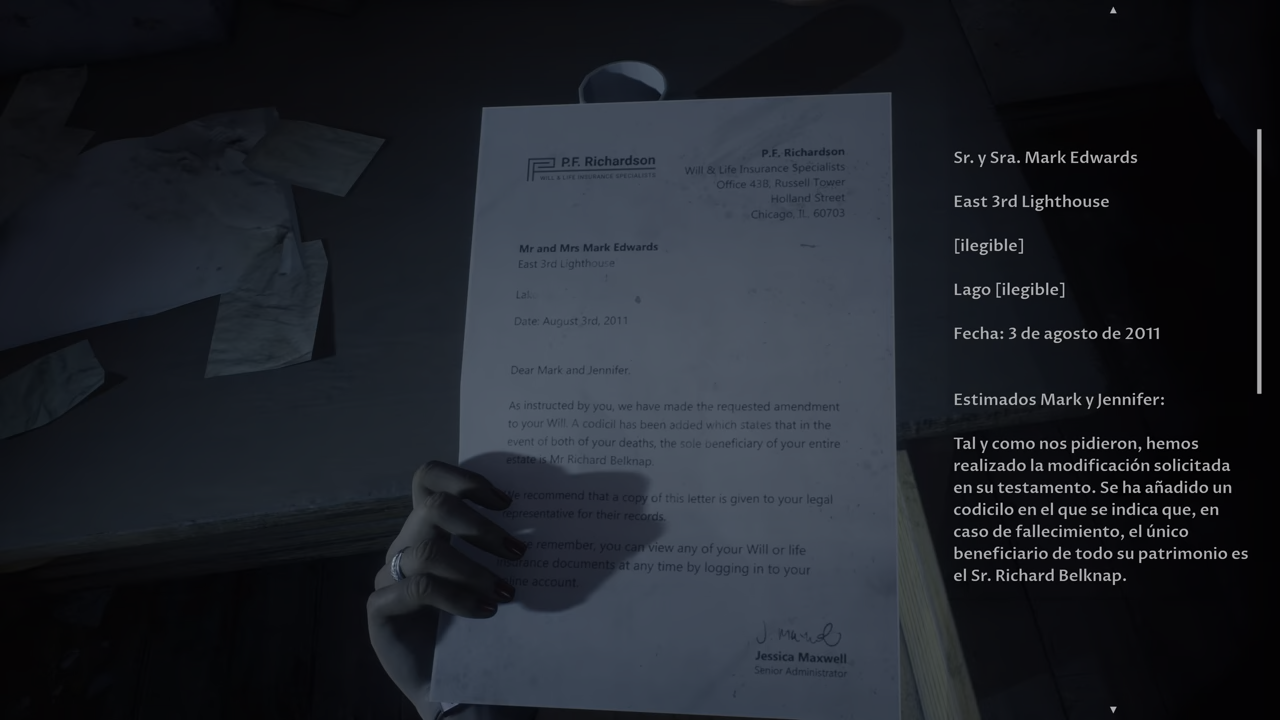 P.F. Richardson
WILL & LIFE INSURANCE SPECIALISTS
P.F. Richardson
Will & Life Insurance Specialists
Office 43B, Russell Tower
Holland Street
Chicago, IL. 60703
Mr and Mrs Mark Edwards
East 3rd Lighthouse
Date: August 3rd, 2011
Dear Mark and Jennifer,
As instructed by you, we have made the requested amendment
to your Will. A codicil has been added which states that in the
event of both of your deaths, the sole beneficiary of your entire
estate is Mr Richard Belknap.
We recommend that a copy of this letter is given to your legal
representative for their records.
remember, you can view any of your Will or life
insurance documents at any time by logging in to your
online account.
Jessica Maxwell
Senior Administrator
Sr. y Sra. Mark Edwards
East 3rd Lighthouse
[ilegible]
Lago [ilegible]
Fecha: 3 de agosto de 2011
Estimados Mark y Jennifer:
Tal y como nos pidieron, hemos
realizado la modificación solicitada
en su testamento. Se ha añadido un
codicilo en el que se indica que, en
caso de fallecimiento, el único
beneficiario de todo su patrimonio es
el Sr. Richard Belknap.